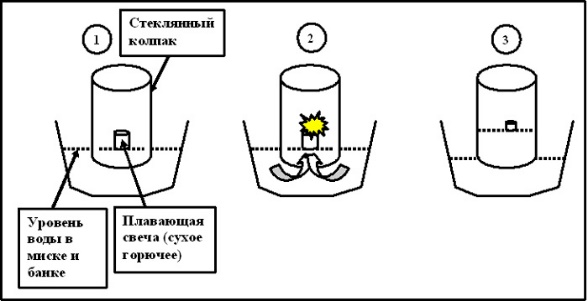 Стеклянный
колпак
1
2
3
Уровень
воды в
миске и
банке
Плавающая
свеча (сухое
горючее)